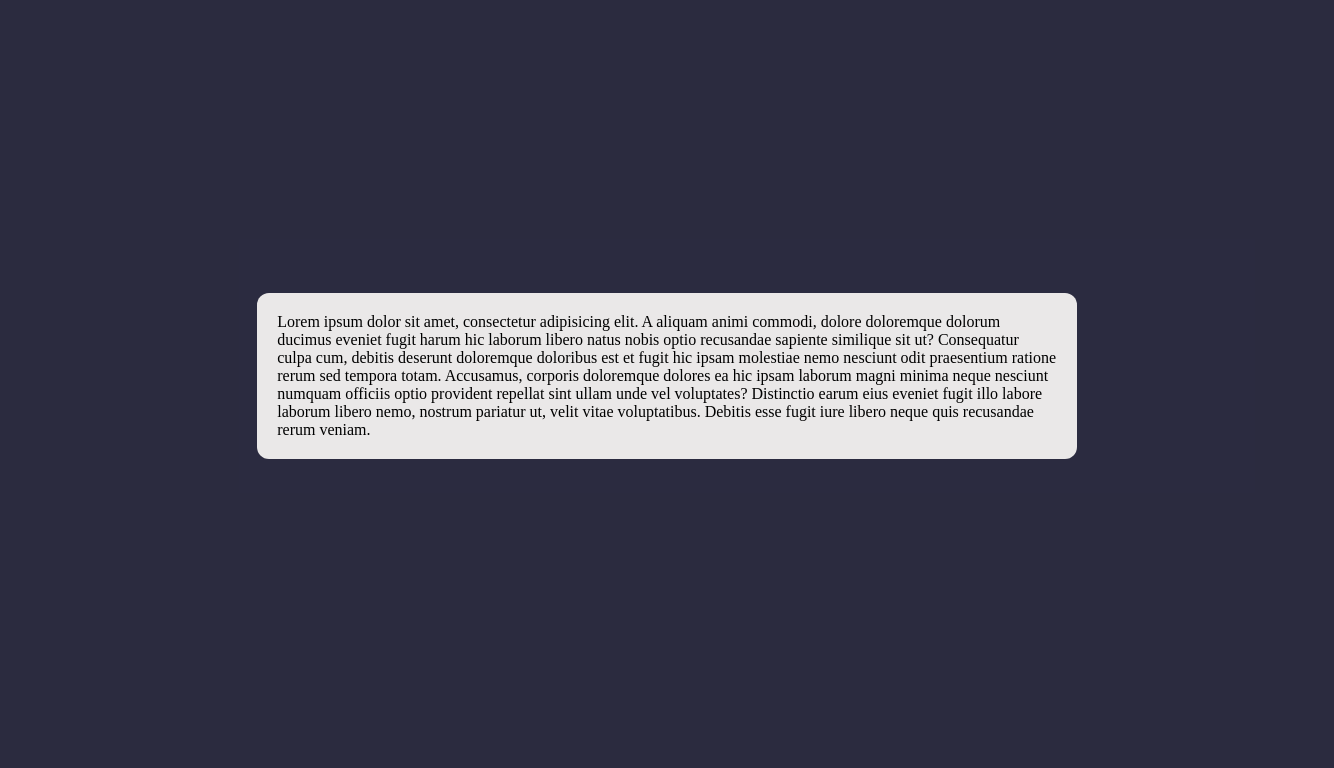 Lorem ipsum dolor sit amet, consectetur adipisicing elit. A aliquam animi commodi, dolore doloremque dolorum
ducimus eveniet fugit harum hic laborum libero natus nobis optio recusandae sapiente similique sit ut? Consequatur
culpa cum, debitis deserunt doloremque doloribus est et fugit hic ipsam molestiae nemo nesciunt odit praesentium ratione
rerum sed tempora totam. Accusamus, corporis doloremque dolores ea hic ipsam laborum magni minima neque nesciunt
numquam officiis optio provident repellat sint ullam unde vel voluptates? Distinctio earum eius eveniet fugit illo labore
laborum libero nemo, nostrum pariatur ut, velit vitae voluptatibus. Debitis esse fugit iure libero neque quis recusandae
rerum veniam.